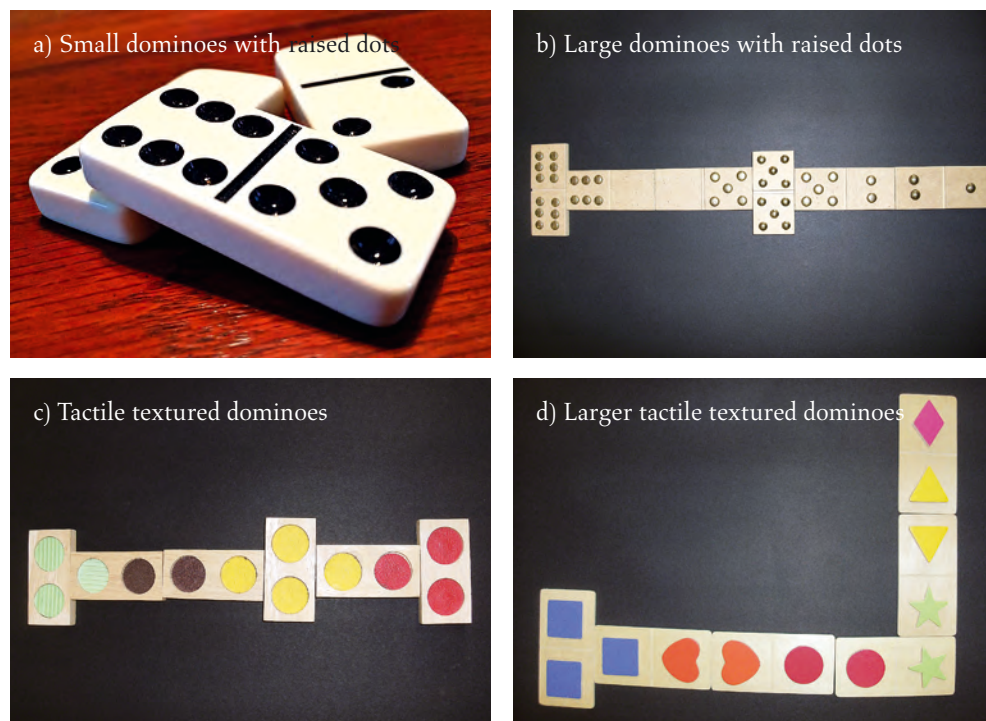 a) Small dominoes with raised dots
b) Large dominoes with raised dots
c) Tactile textured dominoes
d) Larger tactile textured dominoes